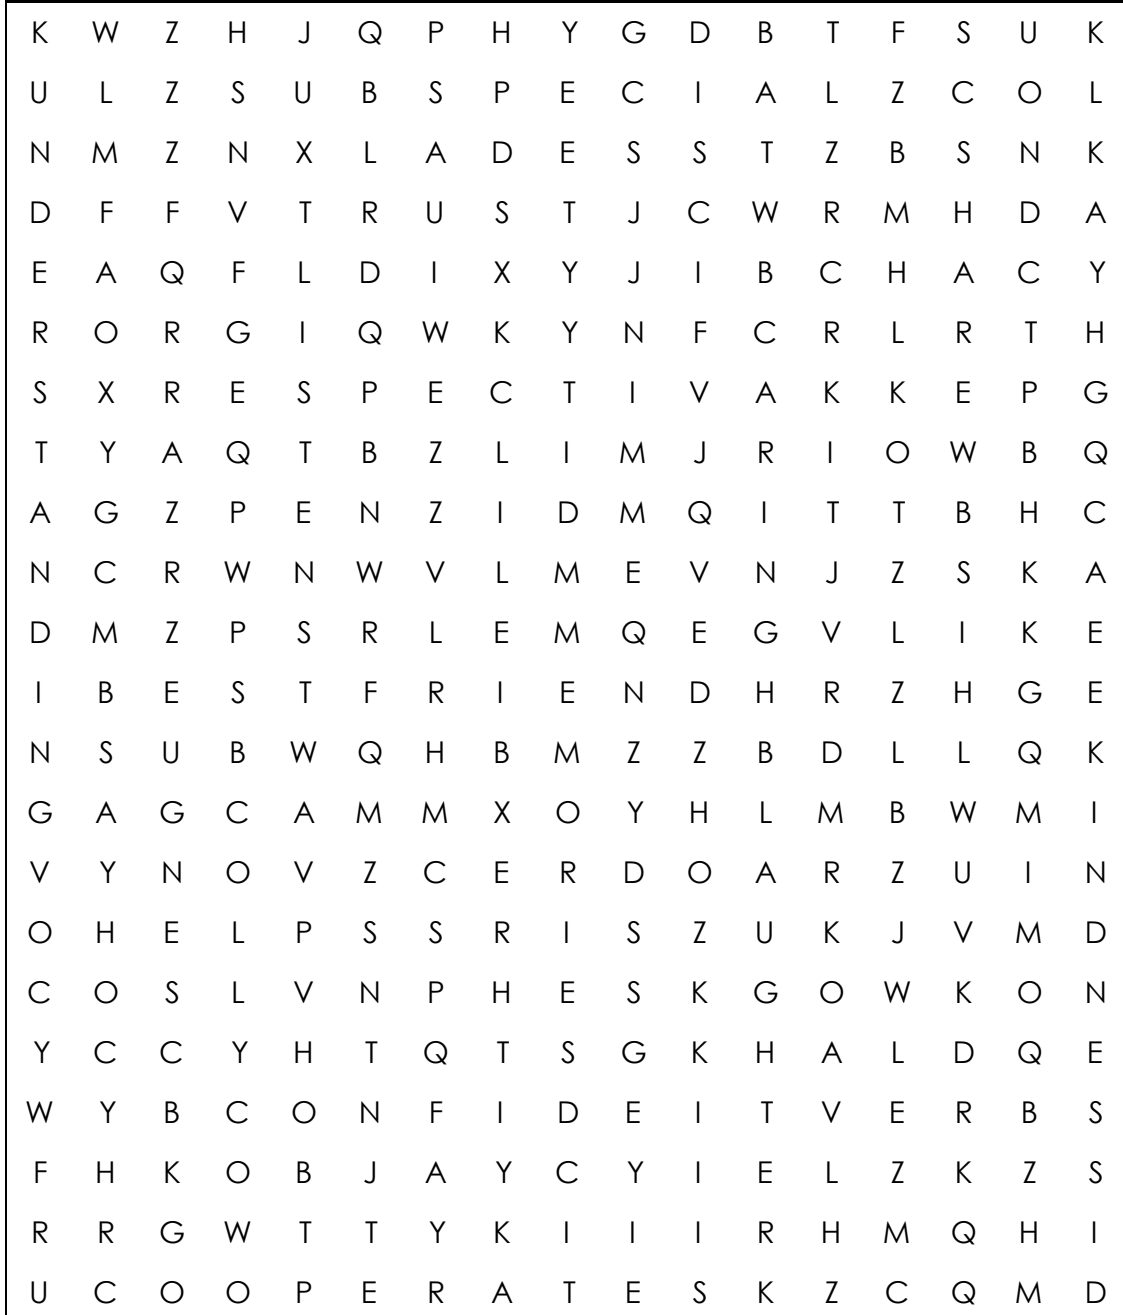 K W Z H J Q P H Y G D B T F S U K
U L Z S U B S P E C I A L Z C O L
N M Z N X L A D E S S T Z B S N K
D F F V T R U S T J C W R M H D A
E A Q F L D I X Y J I B C H A C Y
R O R G I Q W K Y N F C R L R T H
S X R E S P E C T I V A K K E P G
T Y A Q T B Z L I M J R I O W B Q
A G Z P E N Z I D M Q I T T B H C
N C R W N W V L M E V N J Z S K A
D M Z P S R L E M Q E G V L I K E
I B E S T F R I E N D H R Z H G E
N S U B W Q H B M Z Z B D L L Q K
G A G C A M M X O Y H L M B W M I
V Y N O V Z C E R D O A R Z U I N
O H E L P S S R I S Z U K J V M D
C O S L V N P H E S K G O W K O N
Y C C Y H T Q T S G K H A L D Q E
W Y B C O N F I D E I T V E R B S
F H K O B J A Y C Y I E L Z K Z S
R R G W T T Y K I I I R H M Q H I
U C O O P E R A T E S K Z C Q M D